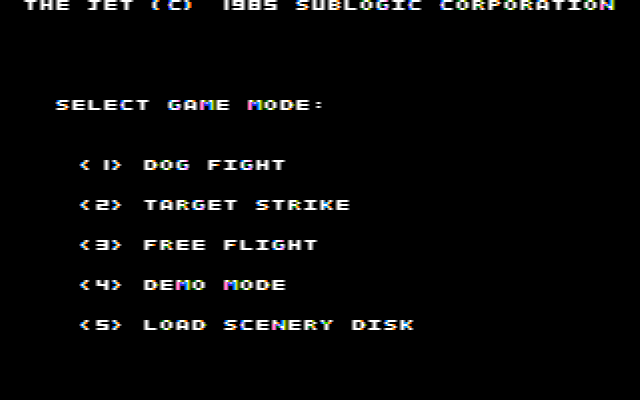 THE JET (C) 1985 SUBLOGIC CORPORATION
SELECT GAME MODE:
(1) DOG FIGHT
(2) TARGET STRIKE
(3) FREE FLIGHT
(4) DEMO MODE
(5) LOAD SCENERY DISK